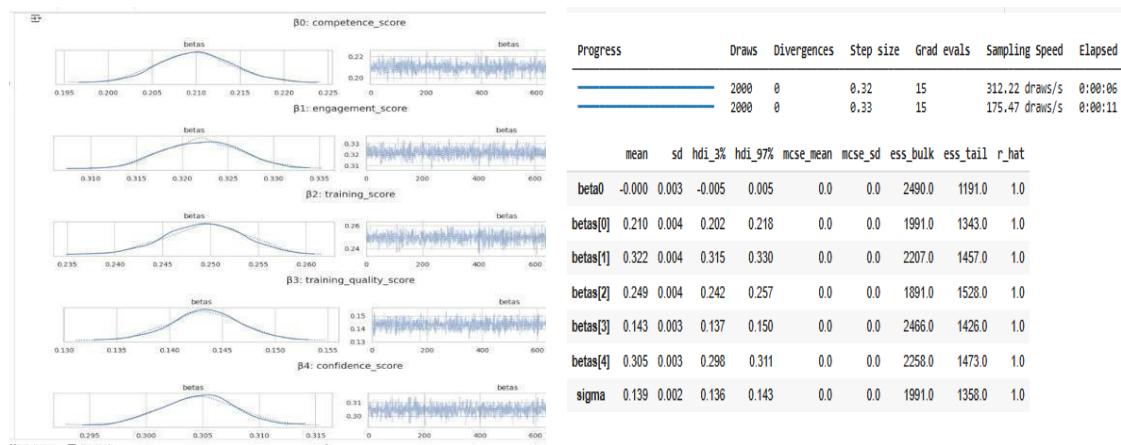 β0: competence_score
betas
betas
0.22
0.20
0.195 0.200 0.205 0.210 0.215 0.220 0.225
0 200 400 600
β1: engagement_score
betas
betas
0.33
0.32
0.31
0.310 0.315 0.320 0.325 0.330 0.335
0 200 400 600
β2: training_score
betas
betas
0.26
0.24
0.235 0.240 0.245 0.250 0.255 0.260
0 200 400 600
β3: training_quality_score
betas
betas
0.15
0.14
0.13
0.130 0.135 0.140 0.145 0.150 0.155
0 200 400 600
β4: confidence_score
betas
betas
0.31
0.30
0.295 0.300 0.305 0.310 0.315
0 200 400 600
Progress Draws Divergences Step size Grad evals Sampling Speed Elapsed
2000 0 0.32 15 312.22 draws/s 0:00:06
2000 0 0.33 15 175.47 draws/s 0:00:11
mean sd hdi_3% hdi_97% mcse_mean mcse_sd ess_bulk ess_tail r_hat
beta0 -0.000 0.003 -0.005 0.005 0.0 0.0 2490.0 1191.0 1.0
betas[0] 0.210 0.004 0.202 0.218 0.0 0.0 1991.0 1343.0 1.0
betas[1] 0.322 0.004 0.315 0.330 0.0 0.0 2207.0 1457.0 1.0
betas[2] 0.249 0.004 0.242 0.257 0.0 0.0 1891.0 1528.0 1.0
betas[3] 0.143 0.003 0.137 0.150 0.0 0.0 2466.0 1426.0 1.0
betas[4] 0.305 0.003 0.298 0.311 0.0 0.0 2258.0 1473.0 1.0
sigma 0.139 0.002 0.136 0.143 0.0 0.0 1991.0 1358.0 1.0